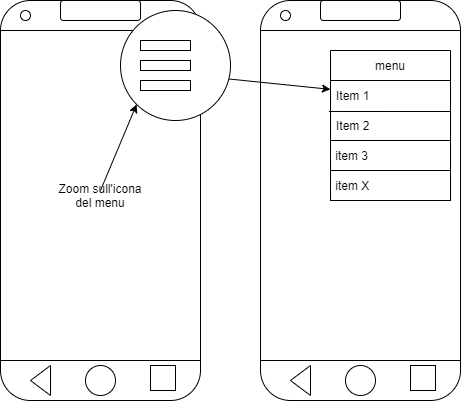 menu
Item 1
Item 2
item 3
item X
Zoom sull'icona
del menu